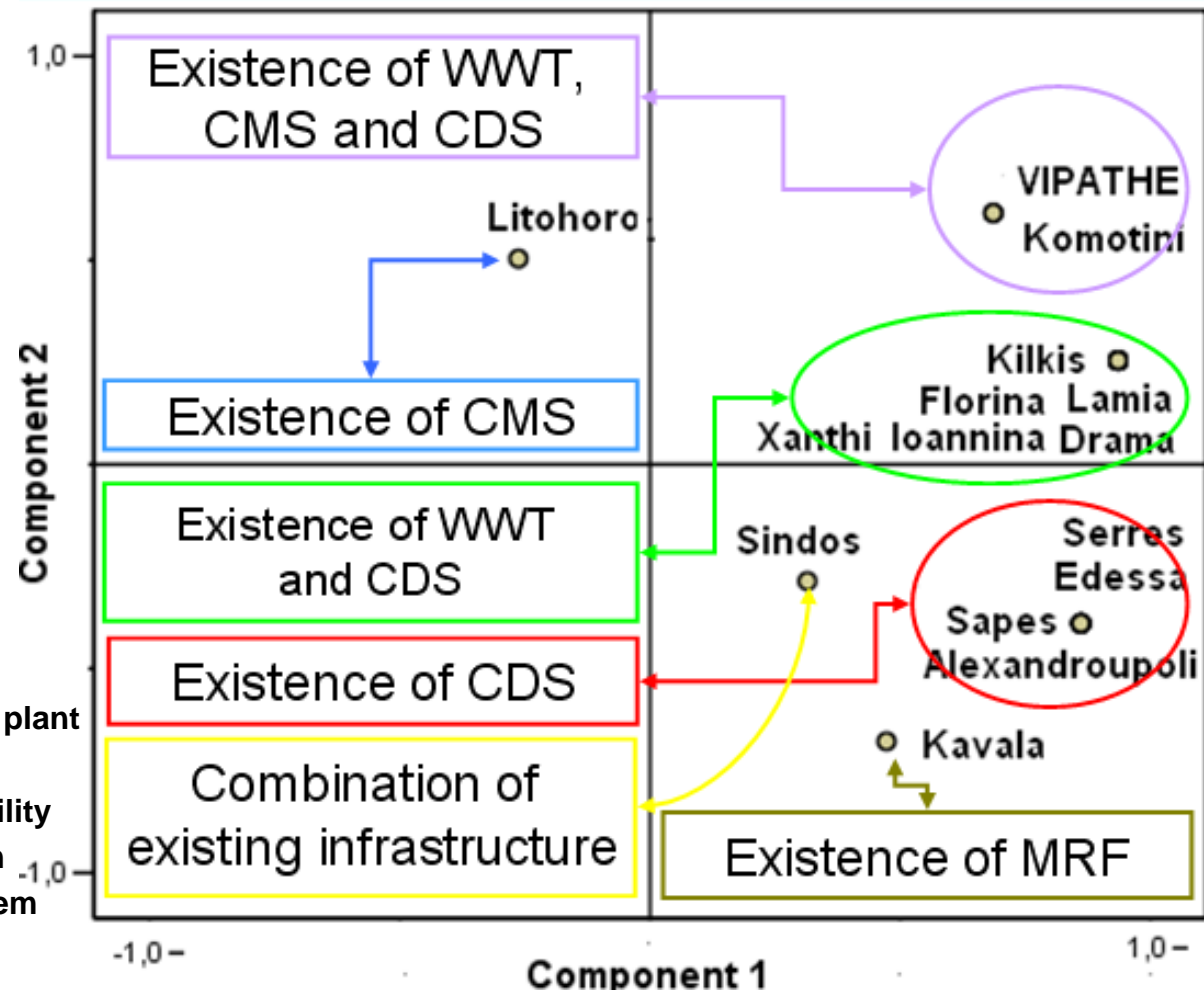 1,0
Existence of WWT,
CMS and CDS
VIPATHE
Komotini
Litohoro
Existence of CMS
Kilkis
Florina Lamia
Xanthi Ioannina Drama
Component 2
Existence of WWT
and CDS
Sindos
Serres
Edessa
Sapes
Alexandroupoli
Existence of CDS
plant
Kavala
Combination of
existing infrastructure
ility
n
em
Existence of MRF
-1,0
-1,0
1,0
Component 1